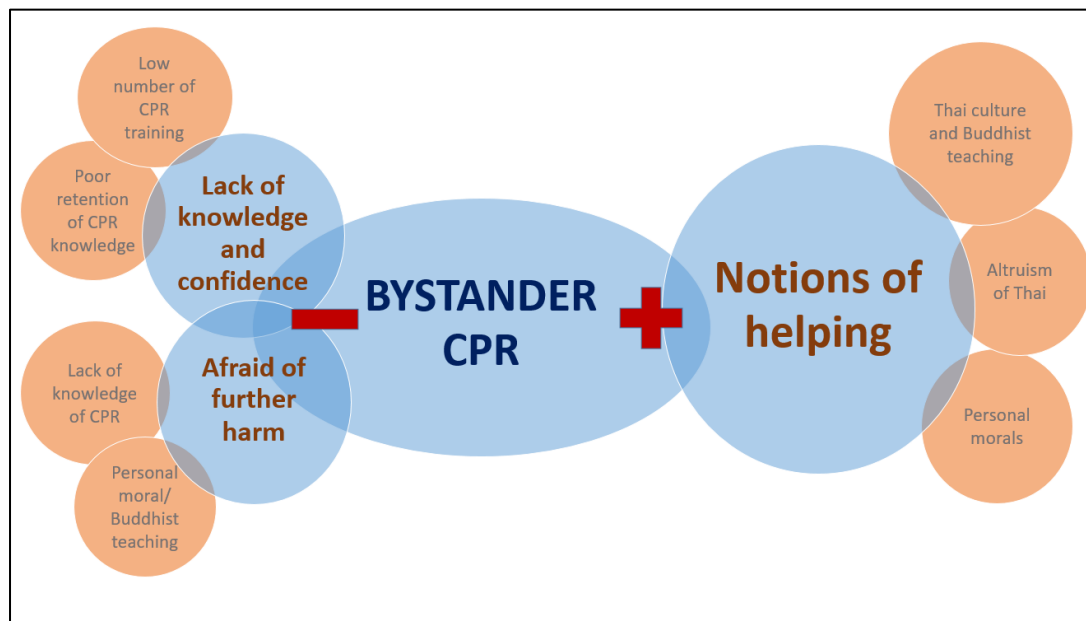 Low
number of
CPR
training
Poor
retention of
CPR
knowledge
Lack of
knowledge
and
confidence
Afraid of
further
harm
Lack of
knowledge
of CPR
Personal
moral/
Buddhist
teaching
BYSTANDER
CPR
Notions of
helping
Thai culture
and Buddhist
teaching
Altruism
of Thai
Personal
morals